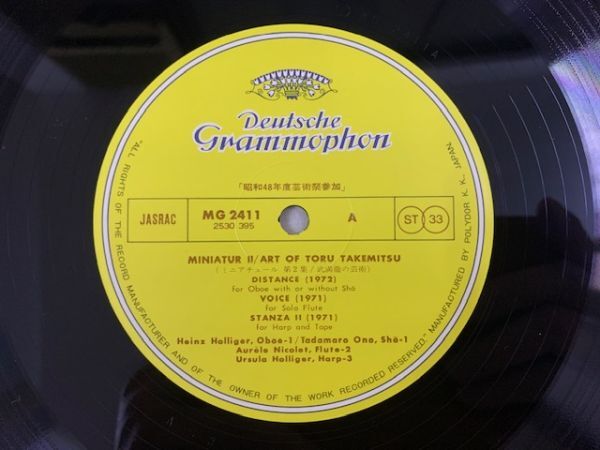 Deutsche
Grammophon
「昭和48年度芸術祭参加」
JASRAC MG 2411 A ST 33
2530 395
MINIATUR II/ART OF TORU TAKEMITSU
(ミニアチュール 第2集/武満徹の芸術)
DISTANCE (1972)
for Oboe with or without Shô
VOICE (1971)
for Solo Flute
STANZA II (1971)
for Harp and Tape
Heinz Holliger, Oboe-1/Tadamaro Ono, Shô-1
Aurèle Nicolet, Flute-2
Ursula Holliger, Harp-3
"ALL RIGHTS OF THE RECORD MANUFACTURER AND OF THE OWNER OF THE WORK RECORDED RESERVED" MANUFACTURED BY POLYDOR K. K., JAPAN.